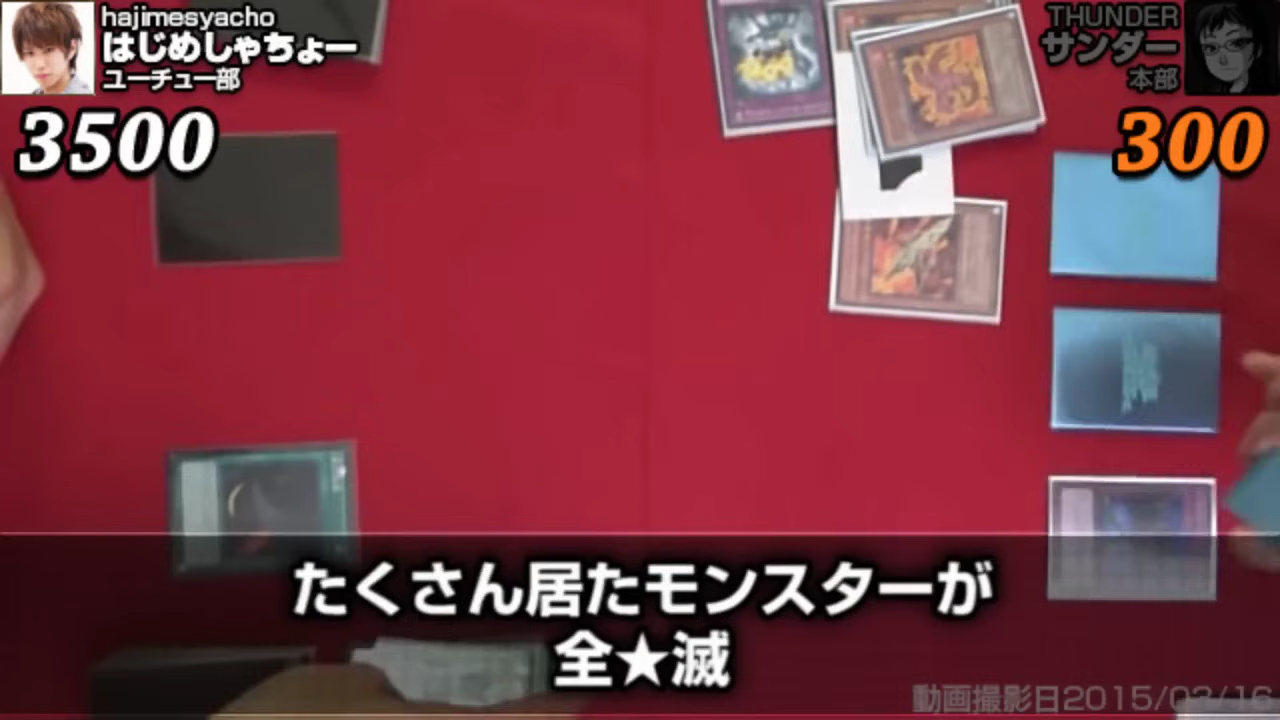 hajimesyacho
はじめしゃちょー
ユーチュー部
3500
THUNDER
サンダー
本部
300
たくさん居たモンスターが
全★滅
動画撮影日2015/03/16